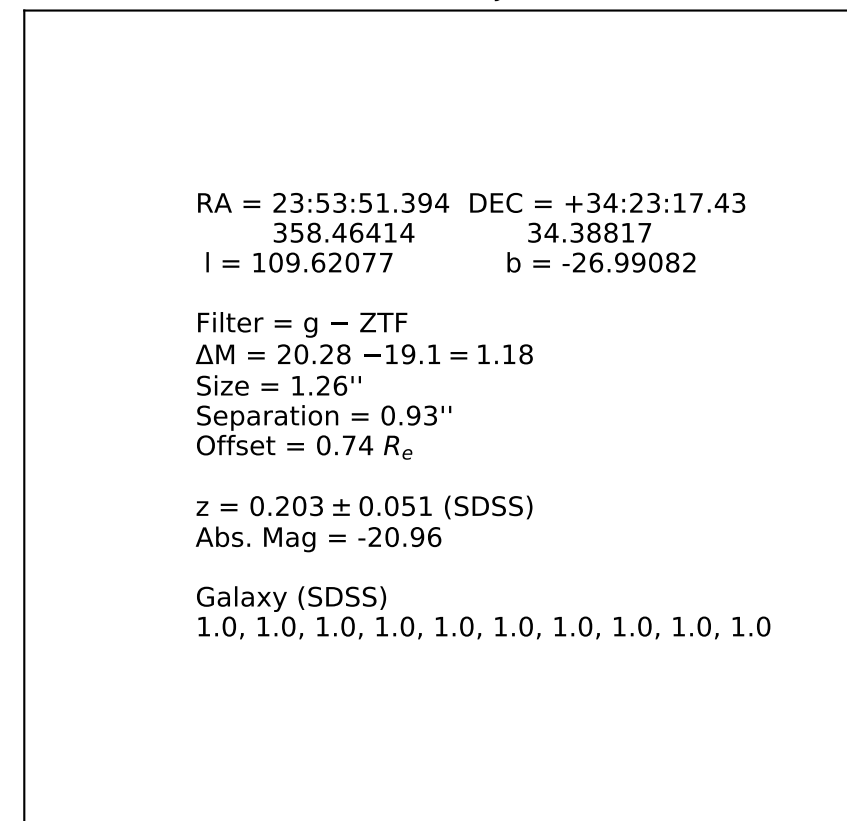 RA = 23:53:51.394  DEC = +34:23:17.43
358.46414 34.38817
l = 109.62077 b = -26.99082
Filter = g − ZTF
ΔM = 20.28 −19.1 = 1.18
Size = 1.26''
Separation = 0.93''
Offset = 0.74 Re
z = 0.203 ± 0.051 (SDSS)
Abs. Mag = -20.96
Galaxy (SDSS)
1.0, 1.0, 1.0, 1.0, 1.0, 1.0, 1.0, 1.0, 1.0, 1.0